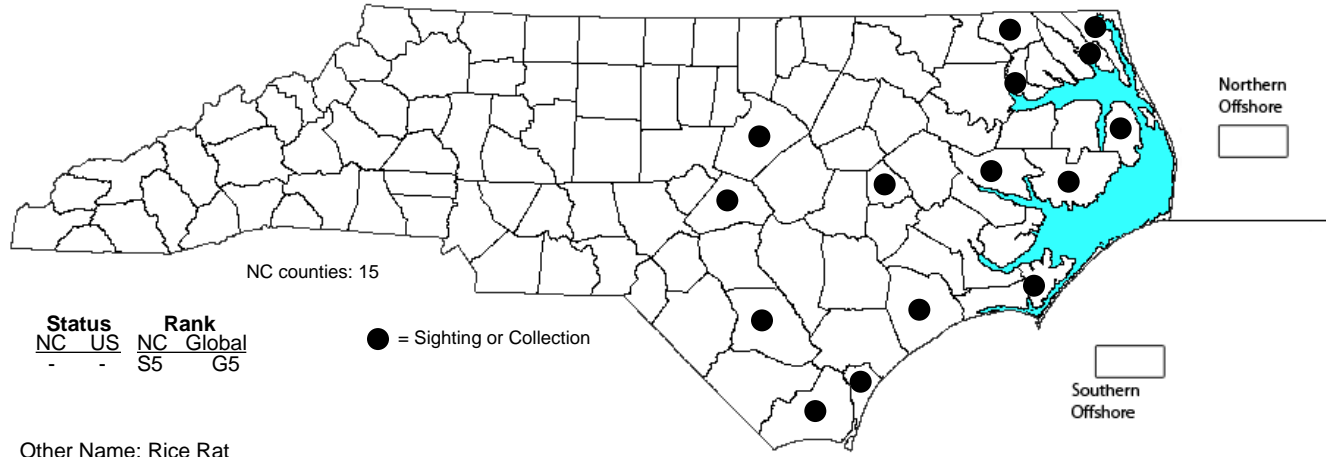 Northern
Offshore
NC counties: 15
Status Rank
NC US NC Global
- - S5 G5
= Sighting or Collection
Southern
Offshore
Other Name: Rice Rat